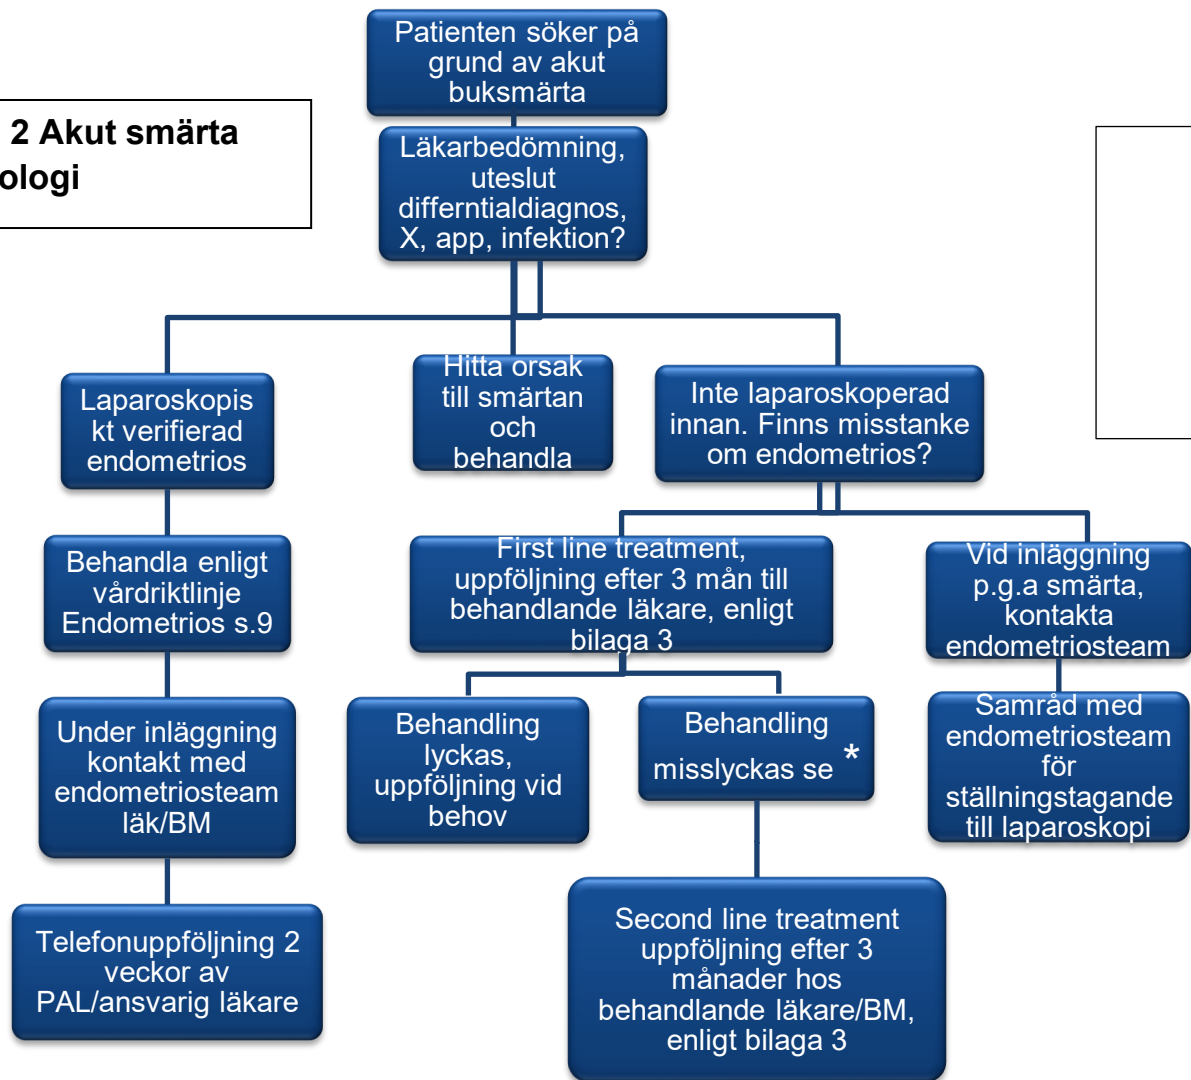 Patienten söker på
grund av akut
buksmärta
2 Akut smärta
ologi
Läkarbedömning,
uteslut
differntialdiagnos,
X, app, infektion?
Laparoskopis
kt verifierad
endometrios
Hitta orsak
till smärtan
och
behandla
Inte laparoskoperad
innan. Finns misstanke
om endometrios?
Behandla enligt
vårdriktlinje
Endometrios s.9
First line treatment,
uppföljning efter 3 mån till
behandlande läkare, enligt
bilaga 3
Vid inläggning
p.g.a smärta,
kontakta
endometriosteam
Under inläggning
kontakt med
endometriosteam
läk/BM
Behandling
lyckas,
uppföljning vid
behov
Behandling
misslyckas se *
Samråd med
endometriosteam
för
ställningstagande
till laparoskopi
Telefonuppföljning 2
veckor av
PAL/ansvarig läkare
Second line treatment
uppföljning efter 3
månader hos
behandlande läkare/BM,
enligt bilaga 3